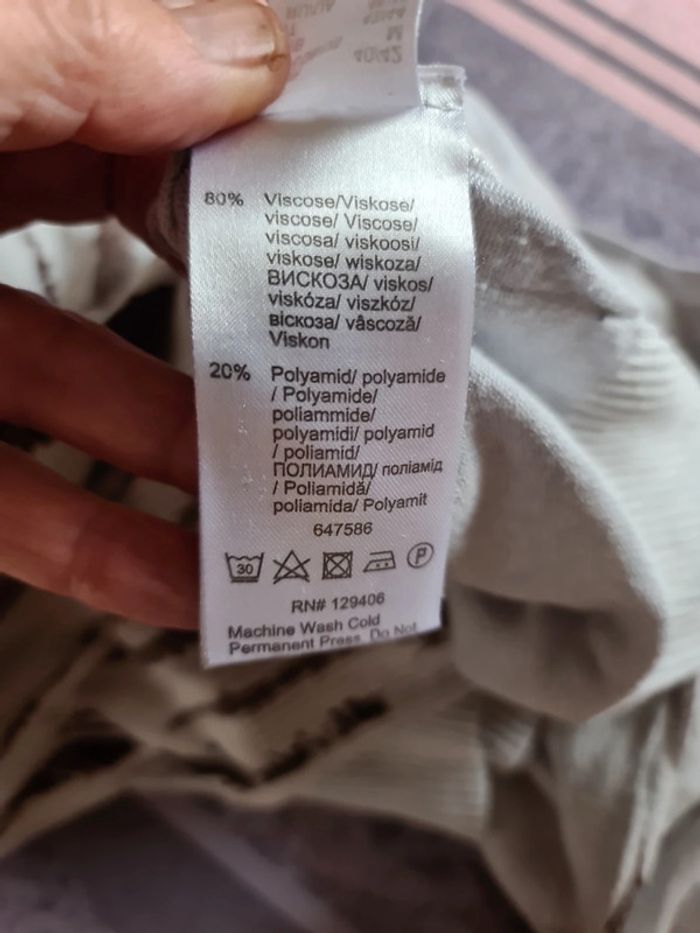 M
40/42
80% Viscose/Viskose/
viscose/ Viscose/
viscosa/ viskoosi/
viskose/ wiskoza/
ВИСКОЗА/ viskos/
viskóza/ viszkóz/
віскоза/ vâscoză/
Viskon
20% Polyamid/ polyamide
/ Polyamide/
poliammide/
polyamidi/ polyamid
/ poliamid/
ПОЛИАМИД/ поліамід
/ Poliamidă/
poliamida/ Polyamit
647586
30
P
RN# 129406
Machine Wash Cold
Permanent Press Do Not